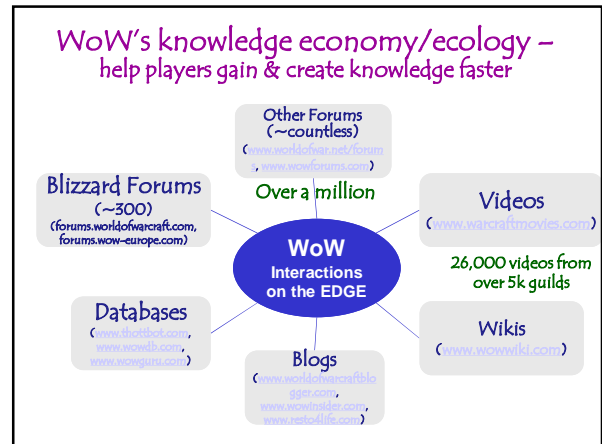 WoW's knowledge economy/ecology –
help players gain & create knowledge faster
Other Forums
(~countless)
(www.worldofwar.net/forum
s, www.wowforums.com)
Over a million
Blizzard Forums
(~300)
(forums.worldofwarcraft.com,
forums.wow-europe.com)
Videos
(www.warcraftmovies.com)
26,000 videos from
over 5k guilds
WoW
Interactions
on the EDGE
Databases
(www.thottbot.com,
www.wowdb.com,
www.wowguru.com)
Wikis
(www.wowwiki.com)
Blogs
(www.worldofwarcraftblo
gger.com,
www.wowinsider.com,
www.resto4life.com)